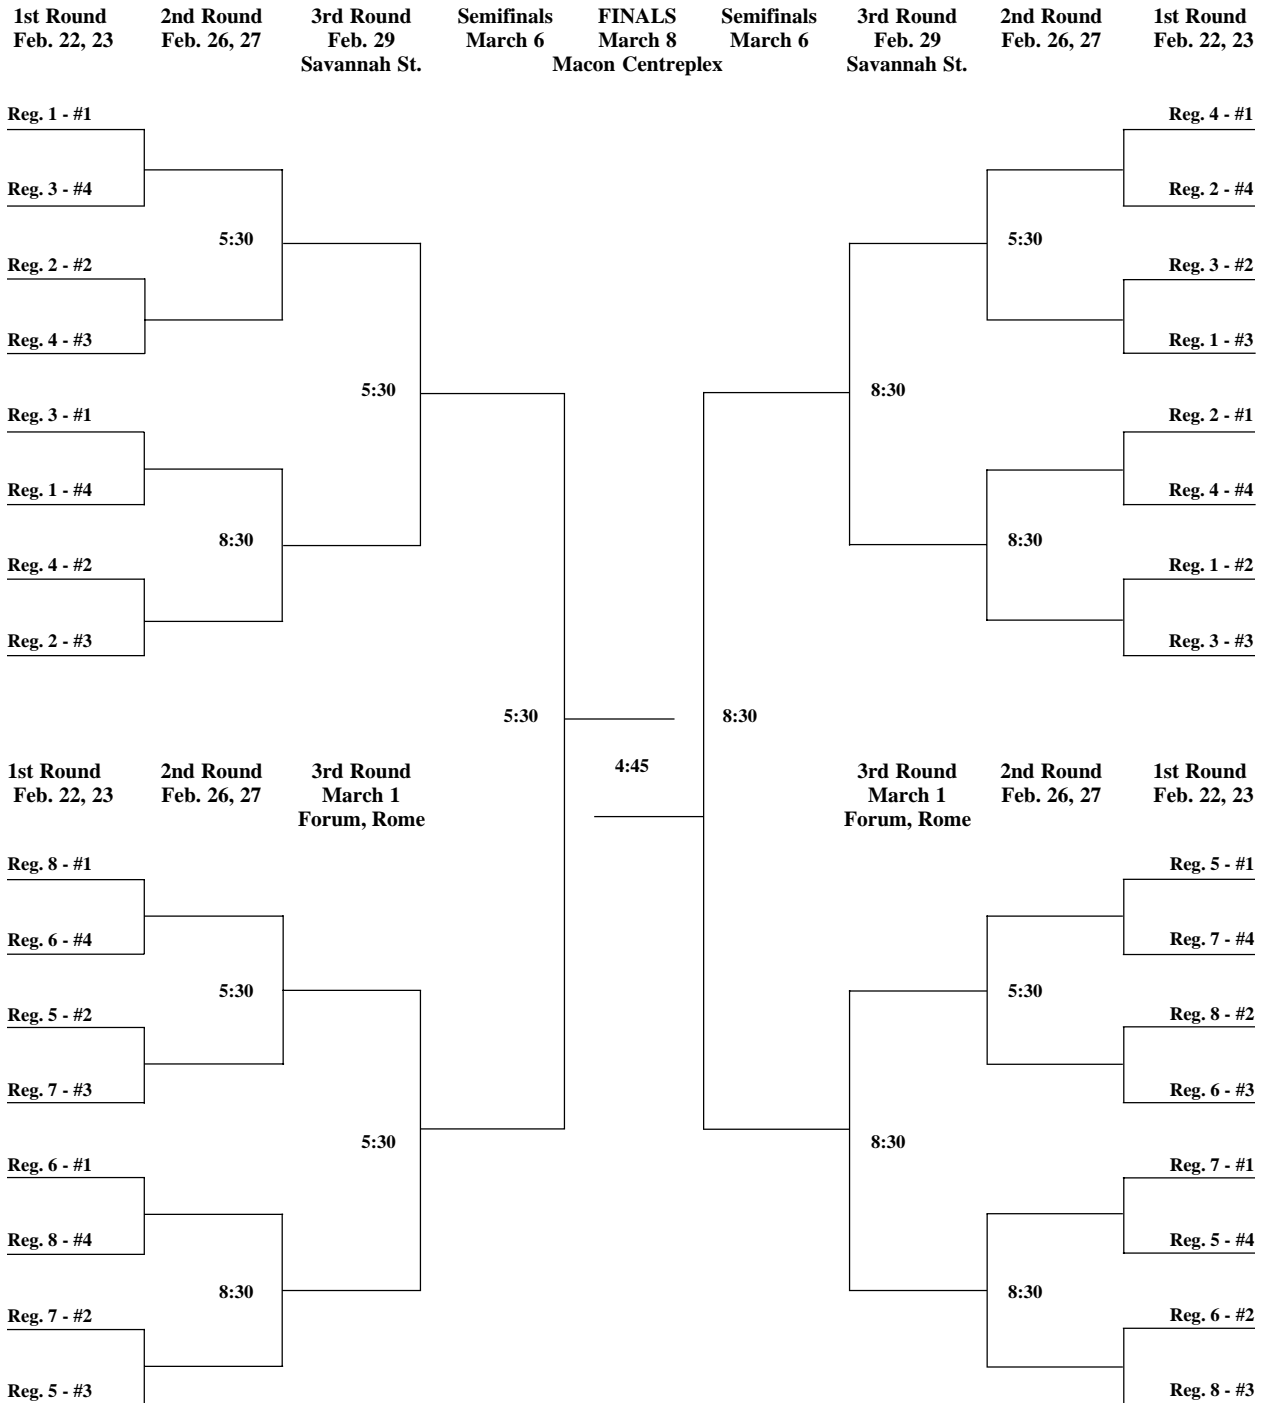 1st Round 2nd Round 3rd Round Semifinals FINALS Semifinals 3rd Round 2nd Round 1st Round
Feb. 22, 23 Feb. 26, 27 Feb. 29 March 6 March 8 March 6 Feb. 29 Feb. 26, 27 Feb. 22, 23
Savannah St. Macon Centreplex Savannah St.
Reg. 1 - #1 Reg. 4 - #1
Reg. 3 - #4 Reg. 2 - #4
5:30 5:30
Reg. 2 - #2 Reg. 3 - #2
Reg. 4 - #3 Reg. 1 - #3
5:30 8:30
Reg. 3 - #1 Reg. 2 - #1
Reg. 1 - #4 Reg. 4 - #4
8:30 8:30
Reg. 4 - #2 Reg. 1 - #2
Reg. 2 - #3 Reg. 3 - #3
5:30 8:30
4:45
1st Round 2nd Round 3rd Round 3rd Round 2nd Round 1st Round
Feb. 22, 23 Feb. 26, 27 March 1 March 1 Feb. 26, 27 Feb. 22, 23
Forum, Rome Forum, Rome
Reg. 8 - #1 Reg. 5 - #1
Reg. 6 - #4 Reg. 7 - #4
5:30 5:30
Reg. 5 - #2 Reg. 8 - #2
Reg. 7 - #3 Reg. 6 - #3
5:30 8:30
Reg. 6 - #1 Reg. 7 - #1
Reg. 8 - #4 Reg. 5 - #4
8:30 8:30
Reg. 7 - #2 Reg. 6 - #2
Reg. 5 - #3 Reg. 8 - #3